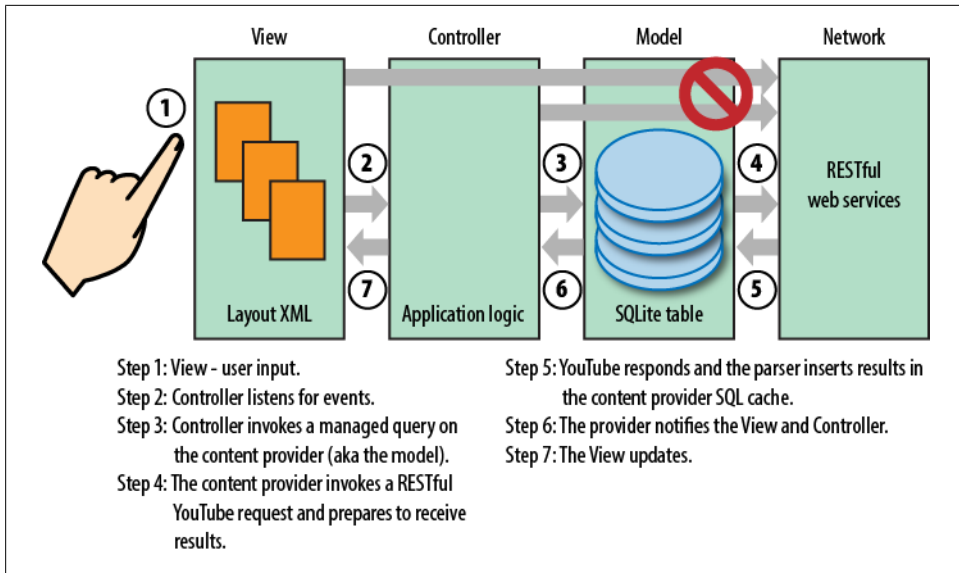 View
Controller
Model
Network
1
2
3
4
RESTful
web services
7
6
5
Layout XML
Application logic
SQLite table
Step 1: View - user input.
Step 2: Controller listens for events.
Step 3: Controller invokes a managed query on
the content provider (aka the model).
Step 4: The content provider invokes a RESTful
YouTube request and prepares to receive
results.
Step 5: YouTube responds and the parser inserts results in
the content provider SQL cache.
Step 6: The provider notifies the View and Controller.
Step 7: The View updates.